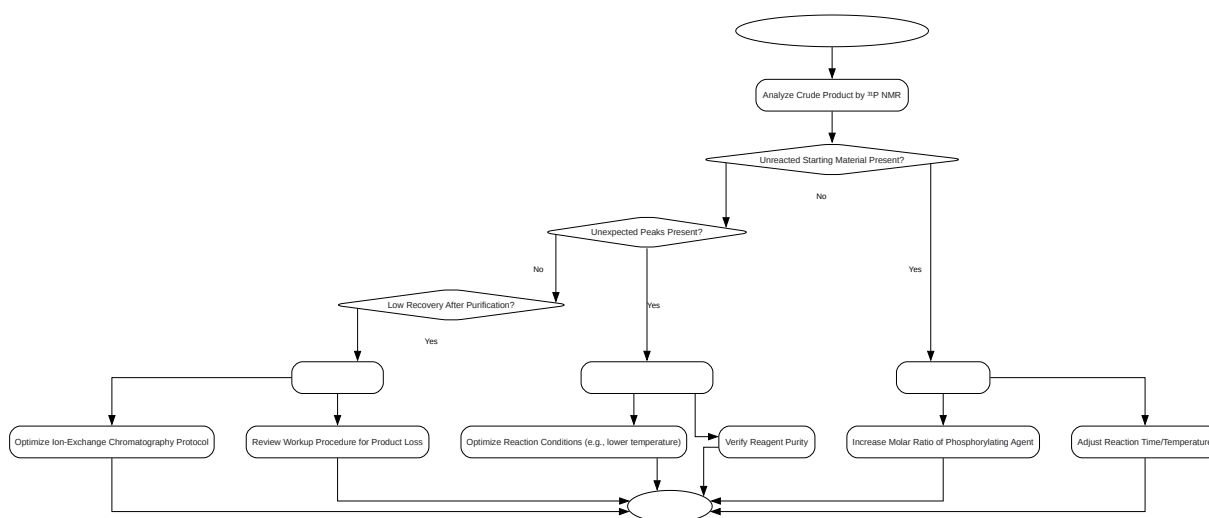 Analyze Crude Product by ³¹P NMR
Unreacted Starting Material Present?
No
Unexpected Peaks Present?
No
Yes
Yes
Low Recovery After Purification?
Yes
Optimize Ion-Exchange Chromatography Protocol
Review Workup Procedure for Product Loss
Optimize Reaction Conditions (e.g., lower temperature)
Verify Reagent Purity
Increase Molar Ratio of Phosphorylating Agent
Adjust Reaction Time/Temperature